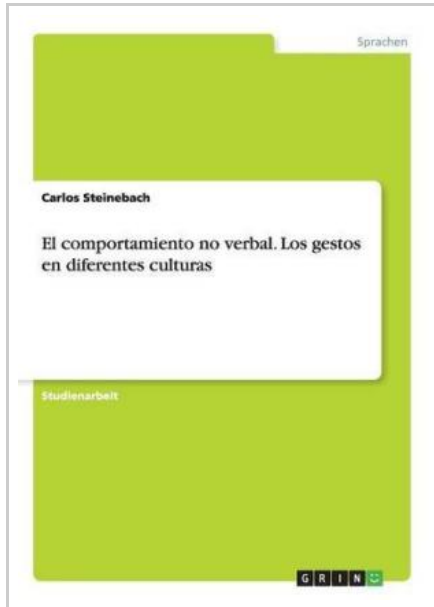 Sprachen
Carlos Steinebach
El comportamiento no verbal. Los gestos
en diferentes culturas
Studienarbeit
GRIN